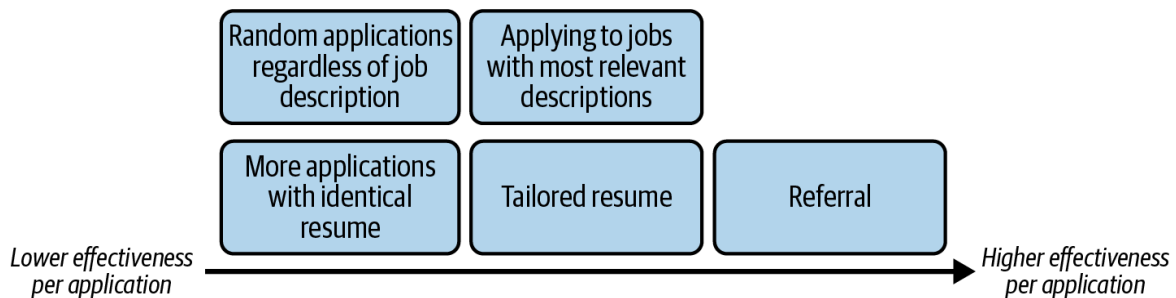 Random applications
regardless of job
description
Applying to jobs
with most relevant
descriptions
More applications
with identical
resume
Tailored resume
Referral
Lower effectiveness
per application
Higher effectiveness
per application